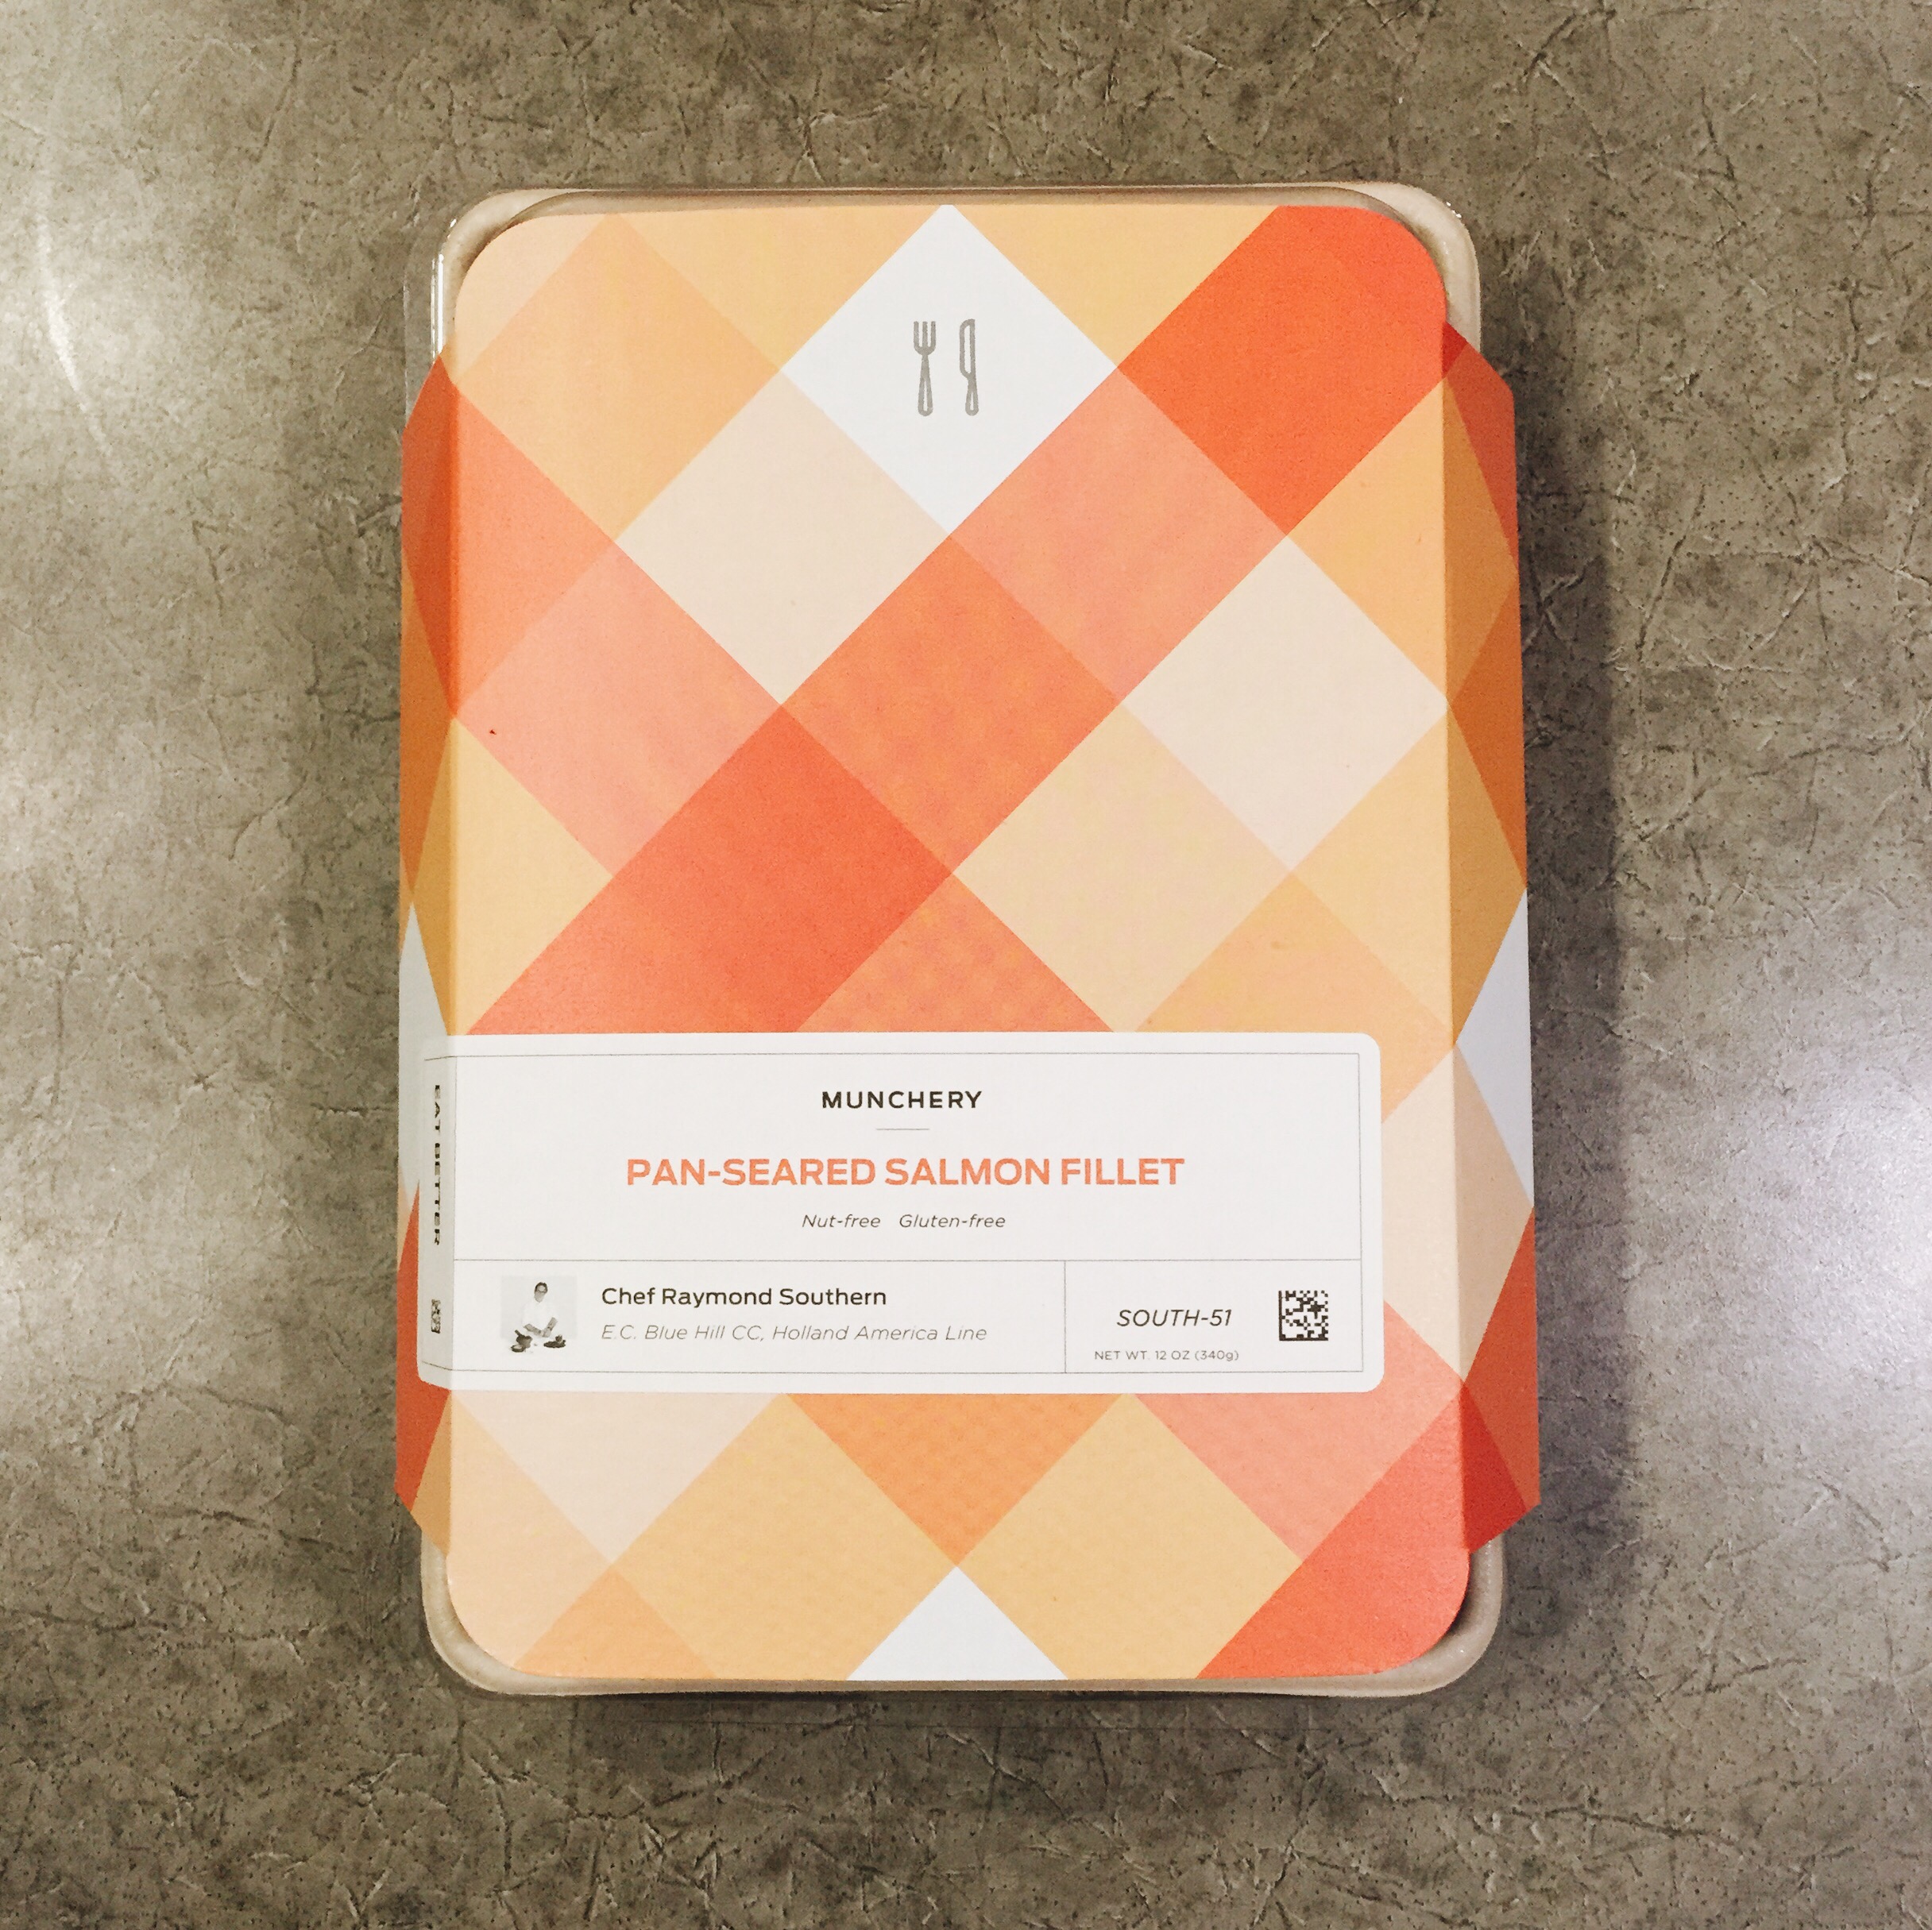 MUNCHERY
PAN-SEARED SALMON FILLET
Nut-free Gluten-free
Chef Raymond Southern
E.C. Blue Hill CC, Holland America Line
SOUTH-51
NET WT. 12 OZ (340g)
EAT BETTER